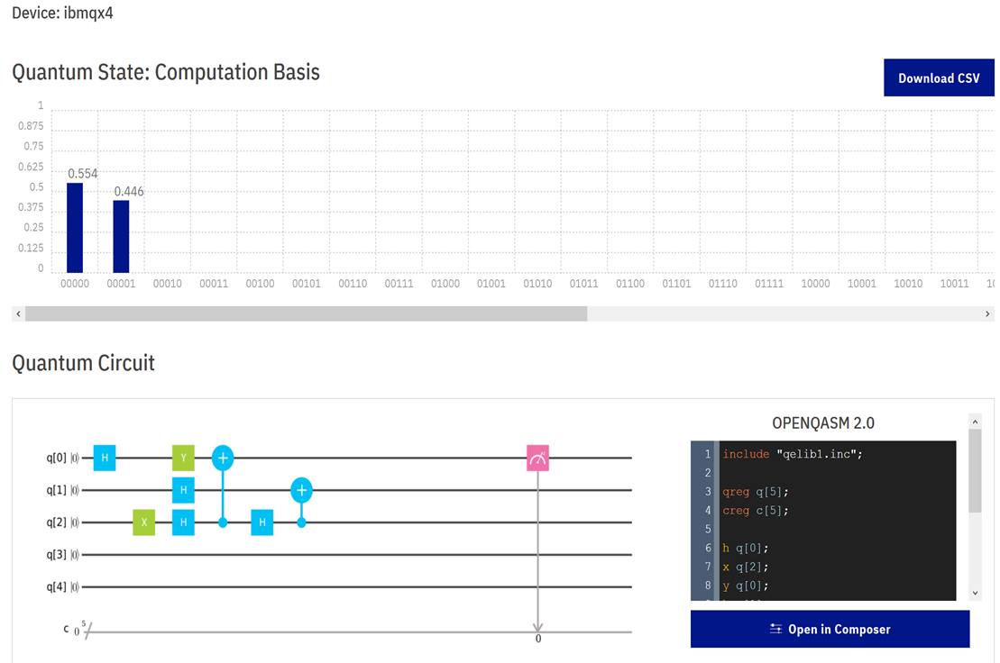 Device: ibmqx4
Quantum State: Computation Basis
Download CSV
1
0.875
0.75
0.625
0.5
0.375
0.25
0.125
0
0.554
0.446
00000 00001 00010 00011 00100 00101 00110 00111 01000 01001 01010 01011 01100 01101 01110 01111 10000 10001 10010 10011
Quantum Circuit
OPENQASM 2.0
q[0] |0⟩ H Y +
q[1] |0⟩ H +
q[2] |0⟩ X H H
q[3] |0⟩
q[4] |0⟩
c 0 5
0
1 include "qelib1.inc";
2
3 qreg q[5];
4 creg c[5];
5
6 h q[0];
7 x q[2];
8 y q[0];
Open in Composer